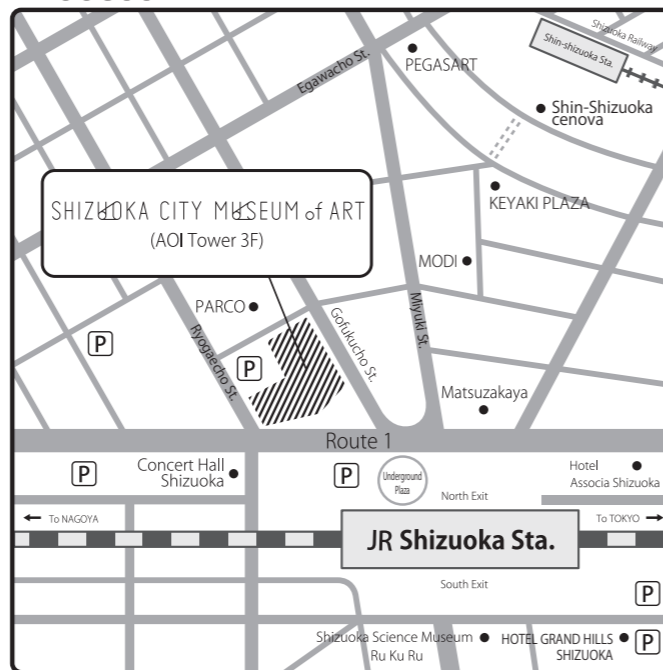 Shizuoka Railway
Shin-shizuoka Sta.
PEGASART
Egawacho St.
Shin-Shizuoka
cenova
SHIZUOKA CITY MUSEUM of ART
(AOI Tower 3F)
KEYAKI PLAZA
MODI
PARCO
Ryogaecho St.
Gofukucho St.
Miyuki St.
P
P
Matsuzakaya
Route 1
P
Concert Hall
Shizuoka
P
Underground
Plaza
North Exit
Hotel
Associa Shizuoka
To NAGOYA
JR Shizuoka Sta.
To TOKYO
South Exit
P
Shizuoka Science Museum
Ru Ku Ru
HOTEL GRAND HILLS
SHIZUOKA
P